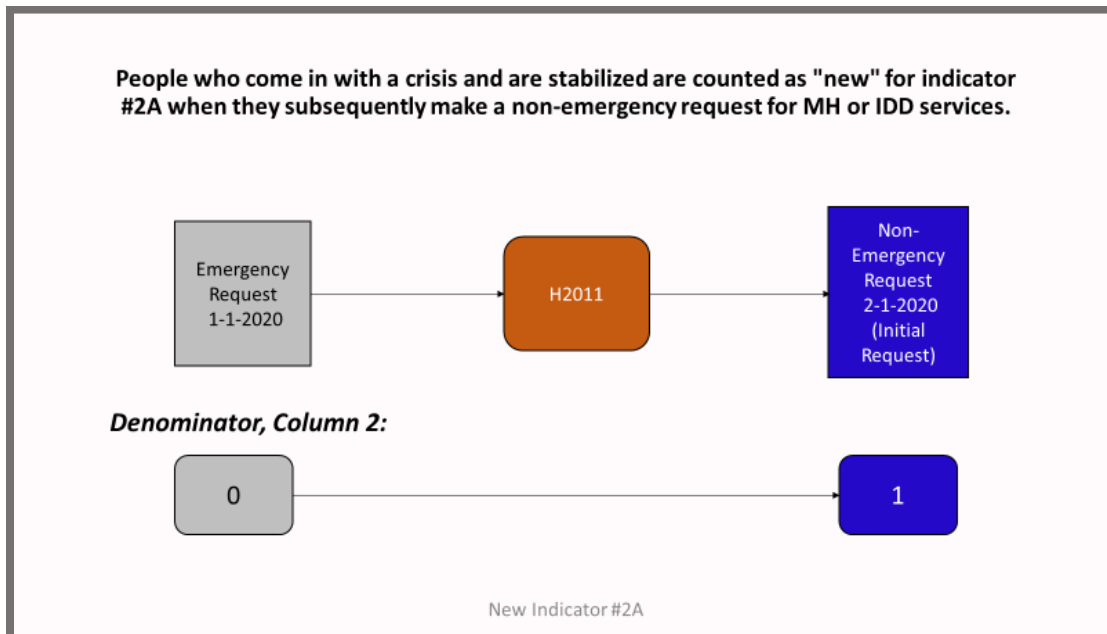 People who come in with a crisis and are stabilized are counted as "new" for indicator
#2A when they subsequently make a non-emergency request for MH or IDD services.
Emergency
Request
1-1-2020
H2011
Non-
Emergency
Request
2-1-2020
(Initial
Request)
Denominator, Column 2:
0
1
New Indicator #2A